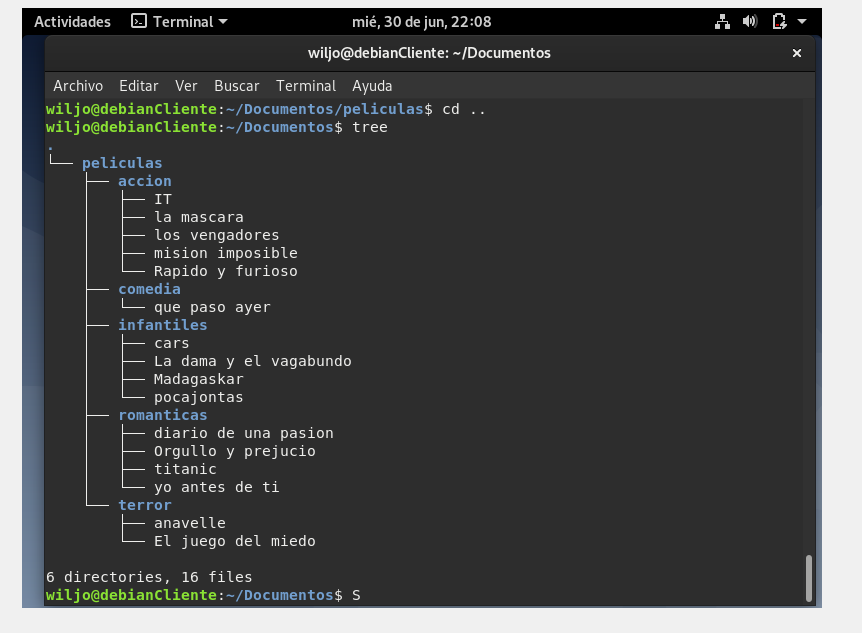 Actividades Terminal mié, 30 de jun, 22:08
wiljo@debianCliente: ~/Documentos ×
Archivo Editar Ver Buscar Terminal Ayuda
wiljo@debianCliente:~/Documentos/peliculas$ cd ..
wiljo@debianCliente:~/Documentos$ tree
.
└── peliculas
    ├── accion
    │   ├── IT
    │   ├── la mascara
    │   ├── los vengadores
    │   ├── mision imposible
    │   └── Rapido y furioso
    ├── comedia
    │   └── que paso ayer
    ├── infantiles
    │   ├── cars
    │   ├── La dama y el vagabundo
    │   ├── Madagaskar
    │   └── pocajontas
    ├── romanticas
    │   ├── diario de una pasion
    │   ├── Orgullo y prejucio
    │   ├── titanic
    │   └── yo antes de ti
    └── terror
        ├── anavelle
        └── El juego del miedo
6 directories, 16 files
wiljo@debianCliente:~/Documentos$ S